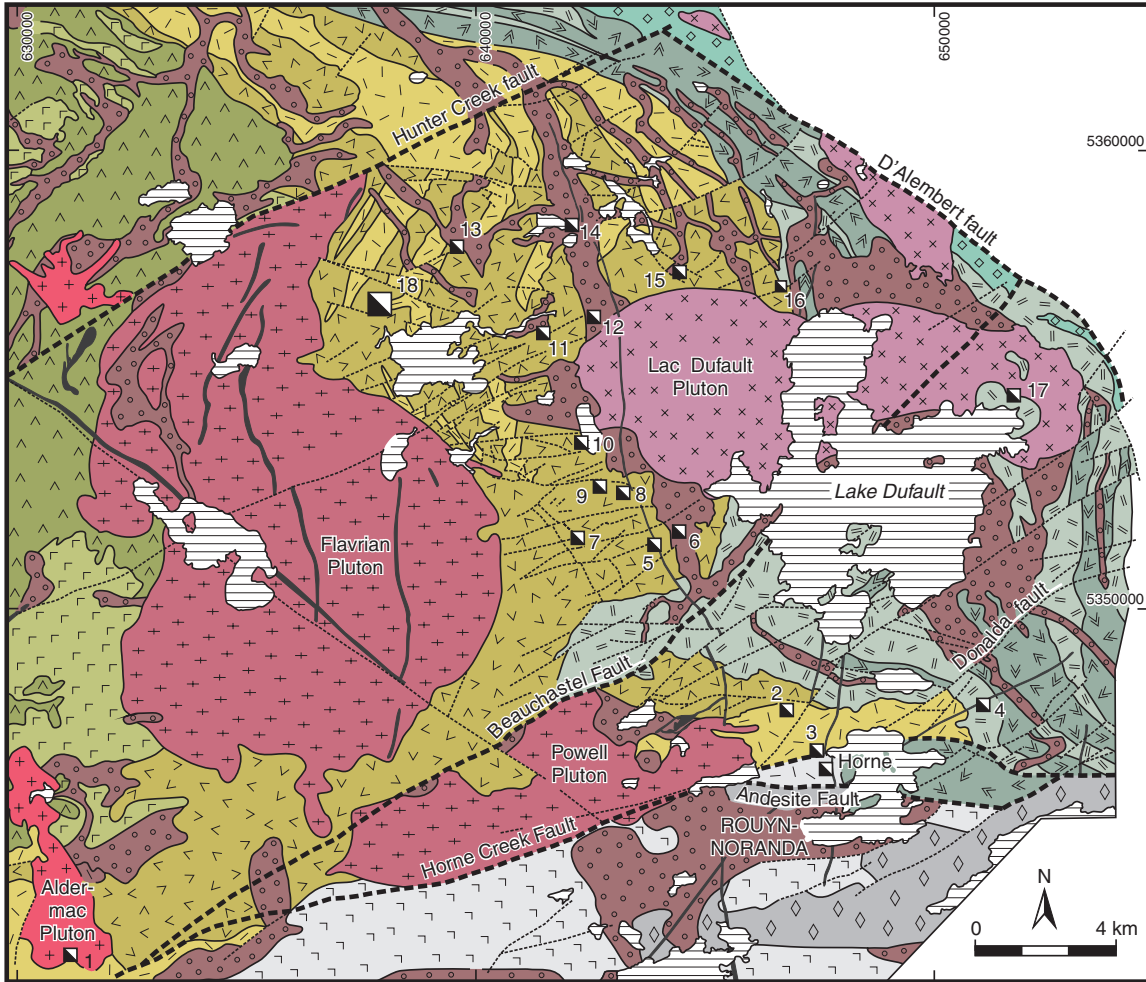 630000
640000
650000
Hunter Creek fault
5360000
D'Alembert fault
13
14
15
18
16
12
11
Lac Dufault
Pluton
17
10
9
8
Lake Dufault
7
6
5
Flavrian
Pluton
5350000
Donalda fault
Beauchastel Fault
2
4
3
Powell
Pluton
Horne
Andesite Fault
ROUYN-
NORANDA
Horne Creek Fault
Alder-
mac
Pluton
1
N
0
4 km